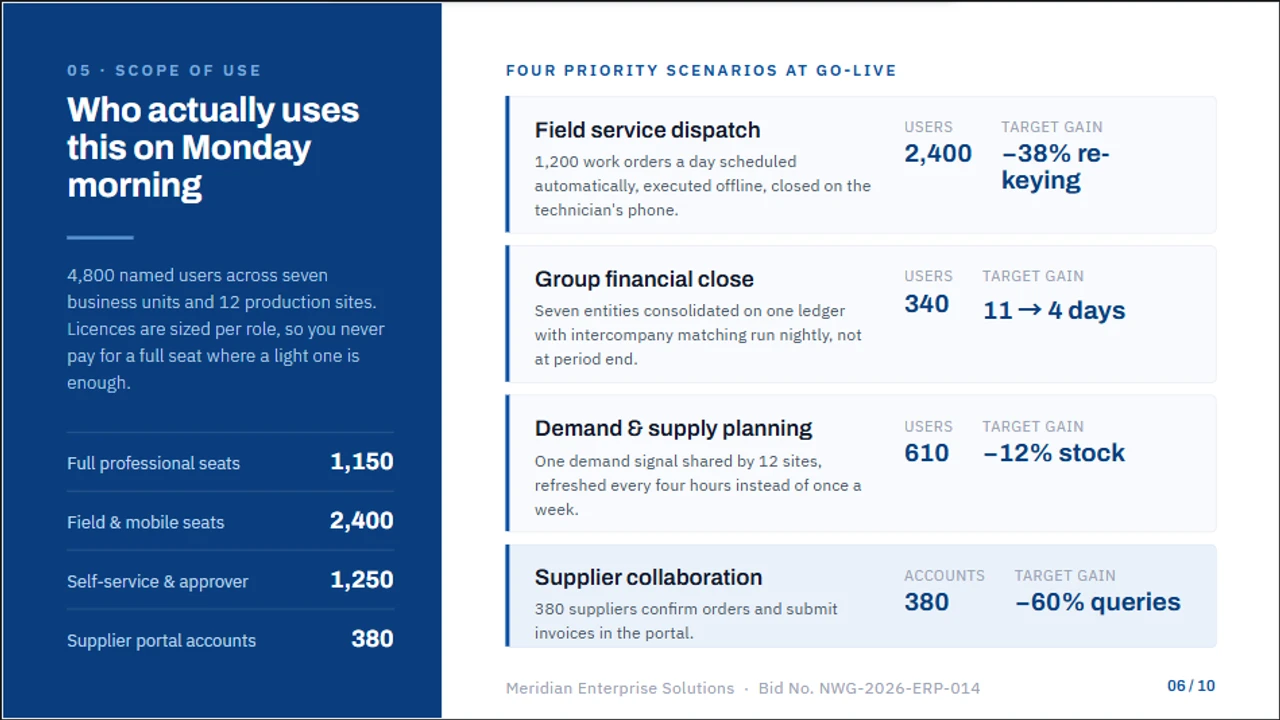 05 · SCOPE OF USE
Who actually uses
this on Monday
morning
4,800 named users across seven
business units and 12 production sites.
Licences are sized per role, so you never
pay for a full seat where a light one is
enough.
Full professional seats 1,150
Field & mobile seats 2,400
Self-service & approver 1,250
Supplier portal accounts 380
FOUR PRIORITY SCENARIOS AT GO-LIVE
Field service dispatch
1,200 work orders a day scheduled
automatically, executed offline, closed on the
technician's phone.
USERS
2,400
TARGET GAIN
−38% re-
keying
Group financial close
Seven entities consolidated on one ledger
with intercompany matching run nightly, not
at period end.
USERS
340
TARGET GAIN
11 → 4 days
Demand & supply planning
One demand signal shared by 12 sites,
refreshed every four hours instead of once a
week.
USERS
610
TARGET GAIN
−12% stock
Supplier collaboration
380 suppliers confirm orders and submit
invoices in the portal.
ACCOUNTS
380
TARGET GAIN
−60% queries
Meridian Enterprise Solutions · Bid No. NWG-2026-ERP-014
06 / 10